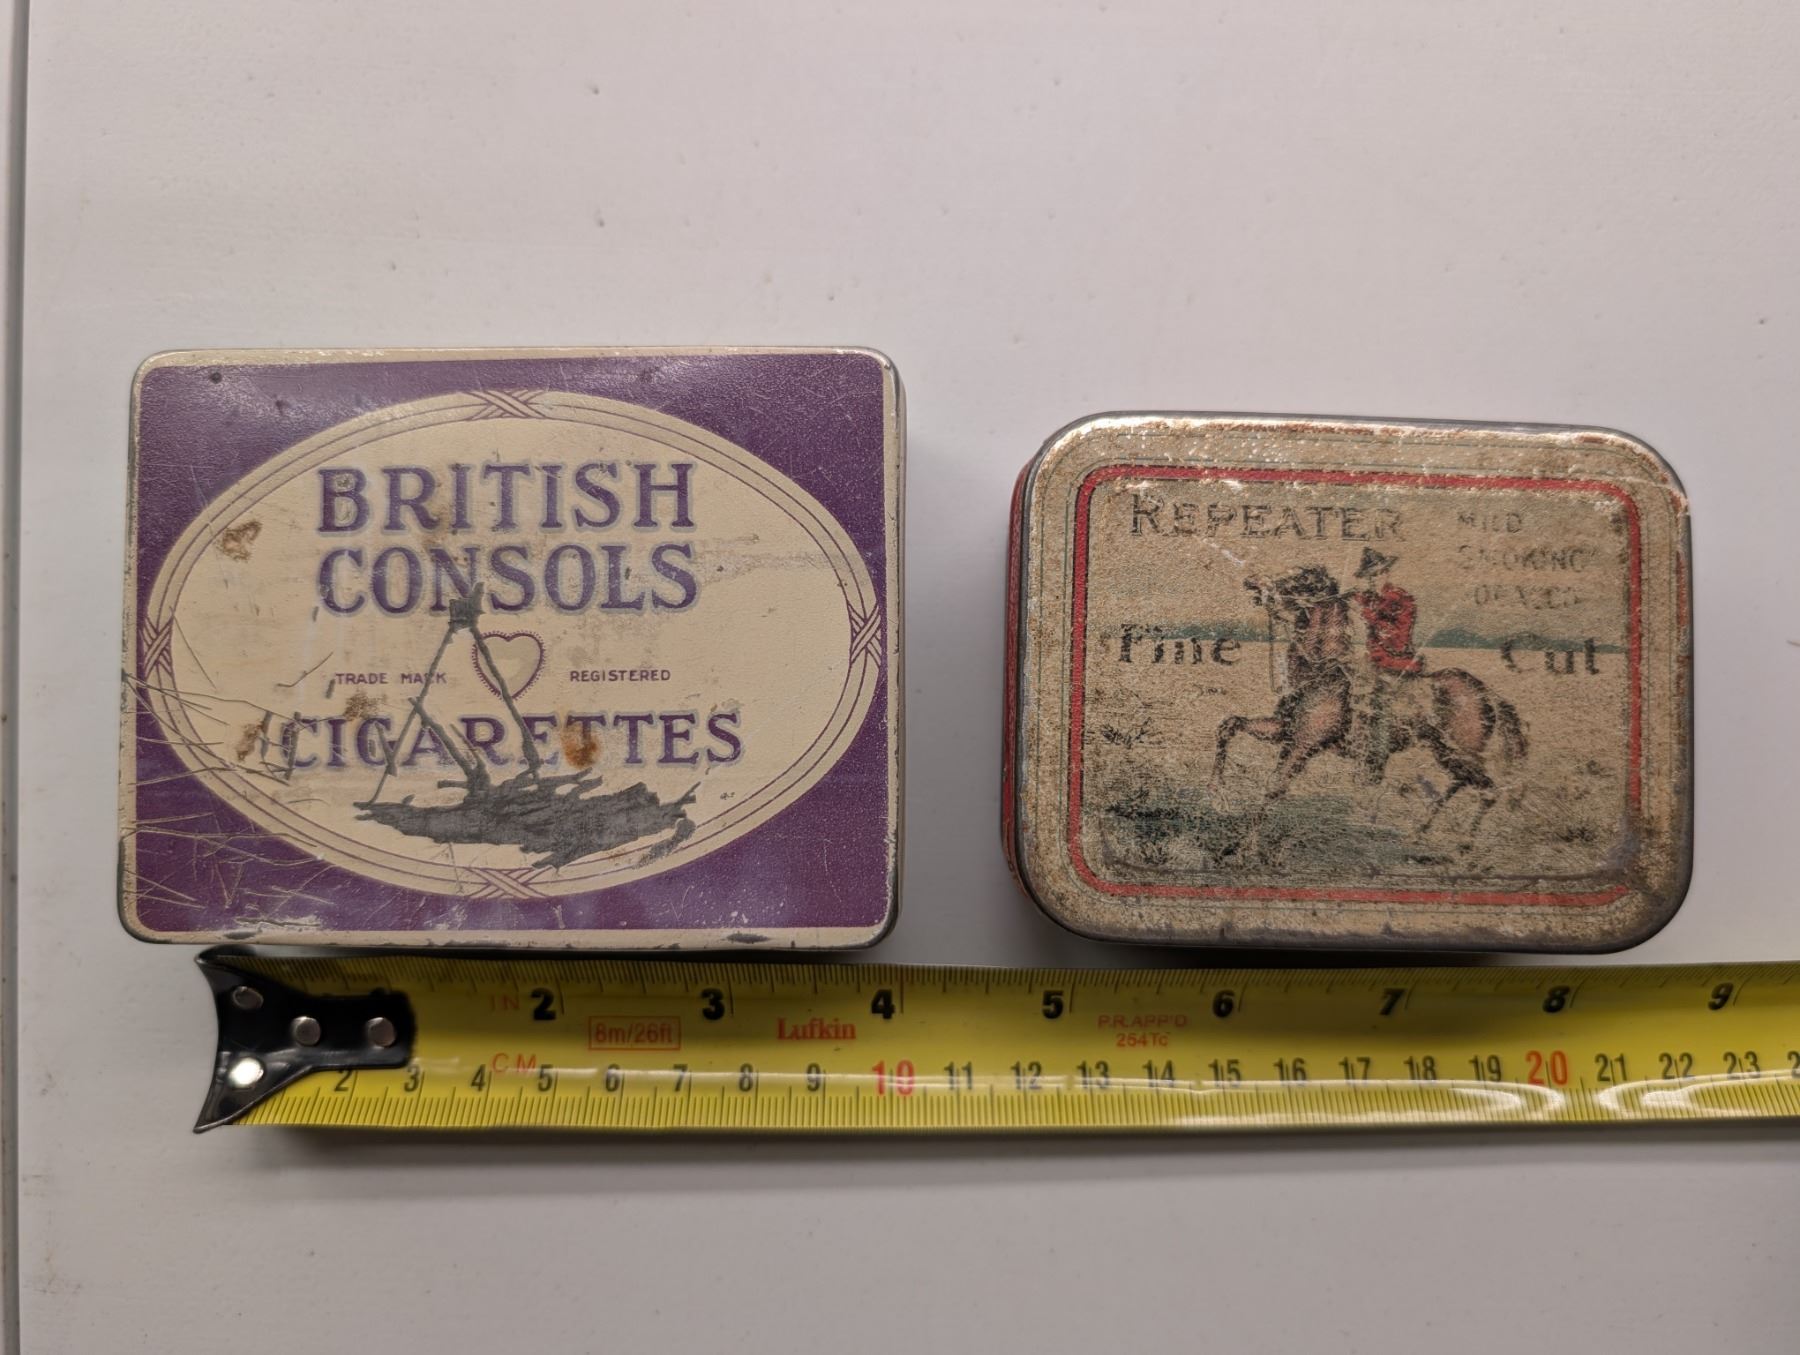 BRITISH
CONSOLS
TRADE MARK REGISTERED
CIGARETTES
REPEATER
MILD
SMOKING
Fine Cut
IN 2 3 4 5 6 7 8 9
8m/26ft Lufkin P.R.APP'D
254Tc
CM
2 3 4 5 6 7 8 9 10 11 12 13 14 15 16 17 18 19 20 21 22 23